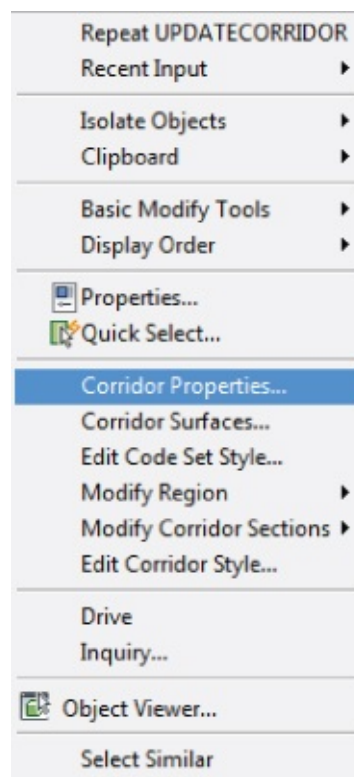 Repeat UPDATECORRIDOR
Recent Input
Isolate Objects
Clipboard
Basic Modify Tools
Display Order
Properties...
Quick Select...
Corridor Properties...
Corridor Surfaces...
Edit Code Set Style...
Modify Region
Modify Corridor Sections
Edit Corridor Style...
Drive
Inquiry...
Object Viewer...
Select Similar